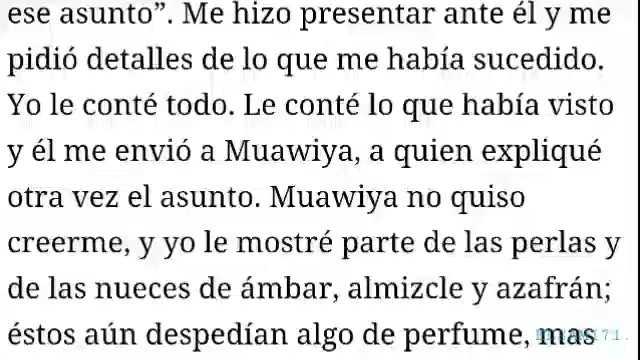 ese asunto”. Me hizo presentar ante él y me
pidió detalles de lo que me había sucedido.
Yo le conté todo. Le conté lo que había visto
y él me envió a Muawiya, a quien expliqué
otra vez el asunto. Muawiya no quiso
creerme, y yo le mostré parte de las perlas y
de las nueces de ámbar, almizcle y azafrán;
éstos aún despedían algo de perfume, mas